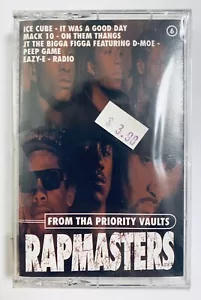 ICE CUBE - IT WAS A GOOD DAY
MACK 10 - ON THEM THANGS
JT THE BIGGA FIGGA FEATURING D-MOE -
PEEP GAME
EAZY-E - RADIO
6
$ 3.99
FROM THA PRIORITY VAULTS
RAPMASTERS